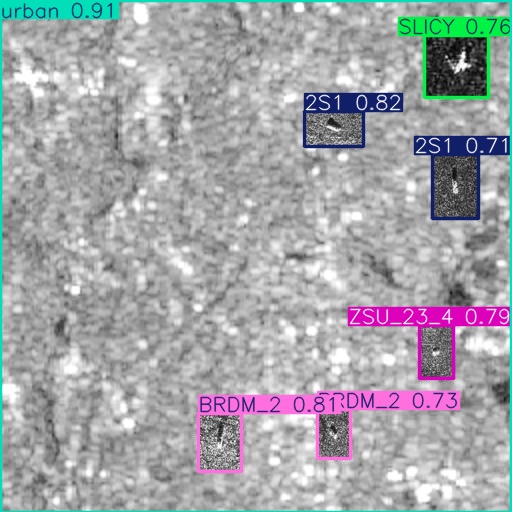 urban 0.91
SLICY 0.76
2S1 0.82
2S1 0.71
ZSU_23_4 0.79
BRDM_2 0.81
BRDM_2 0.73